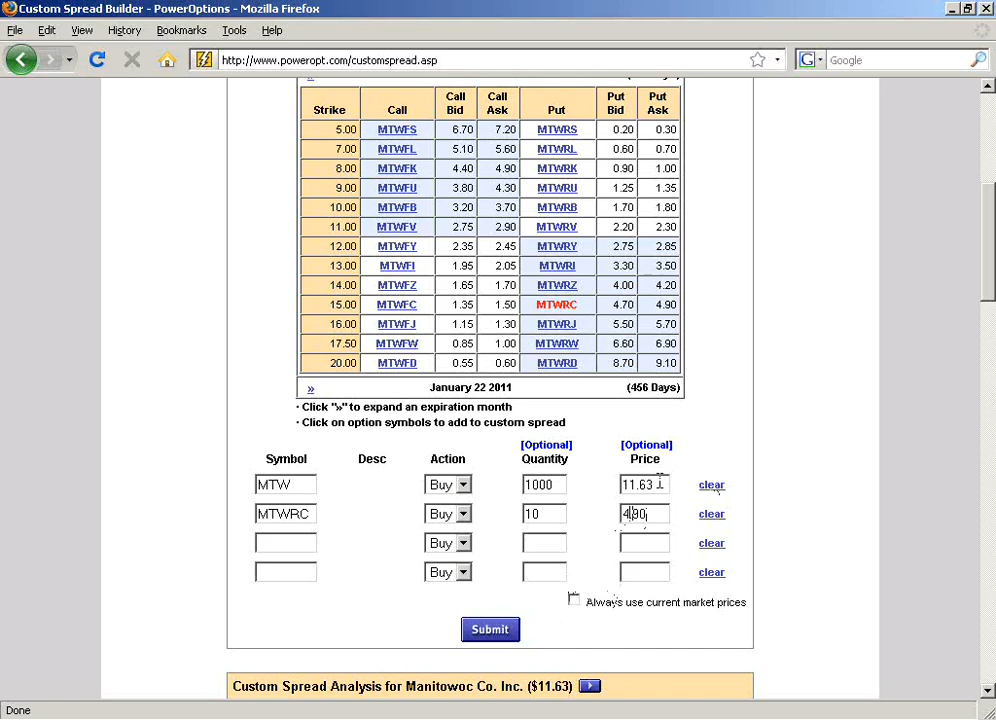 Custom Spread Builder - PowerOptions - Mozilla Firefox
File Edit View History Bookmarks Tools Help
http://www.poweropt.com/customspread.asp
G Google
Strike Call Call Bid Call Ask Put Put Bid Put Ask
5.00 MTWFS 6.70 7.20 MTWRS 0.20 0.30
7.00 MTWFL 5.10 5.60 MTWRL 0.60 0.70
8.00 MTWFK 4.40 4.90 MTWRK 0.90 1.00
9.00 MTWFU 3.80 4.30 MTWRU 1.25 1.35
10.00 MTWFB 3.20 3.70 MTWRB 1.70 1.80
11.00 MTWFV 2.75 2.90 MTWRV 2.20 2.30
12.00 MTWFY 2.35 2.45 MTWRY 2.75 2.85
13.00 MTWFI 1.95 2.05 MTWRI 3.30 3.50
14.00 MTWFZ 1.65 1.70 MTWRZ 4.00 4.20
15.00 MTWFC 1.35 1.50 MTWRC 4.70 4.90
16.00 MTWFJ 1.15 1.30 MTWRJ 5.50 5.70
17.50 MTWFW 0.85 1.00 MTWRW 6.60 6.90
20.00 MTWFD 0.55 0.60 MTWRD 8.70 9.10
» January 22 2011 (456 Days)
· Click "»" to expand an expiration month
· Click on option symbols to add to custom spread
[Optional] [Optional]
Symbol Desc Action Quantity Price
MTW Buy 1000 11.63 clear
MTWRC Buy 10 4.90 clear
Buy clear
Buy clear
Always use current market prices
Submit
Custom Spread Analysis for Manitowoc Co. Inc. ($11.63)
Done